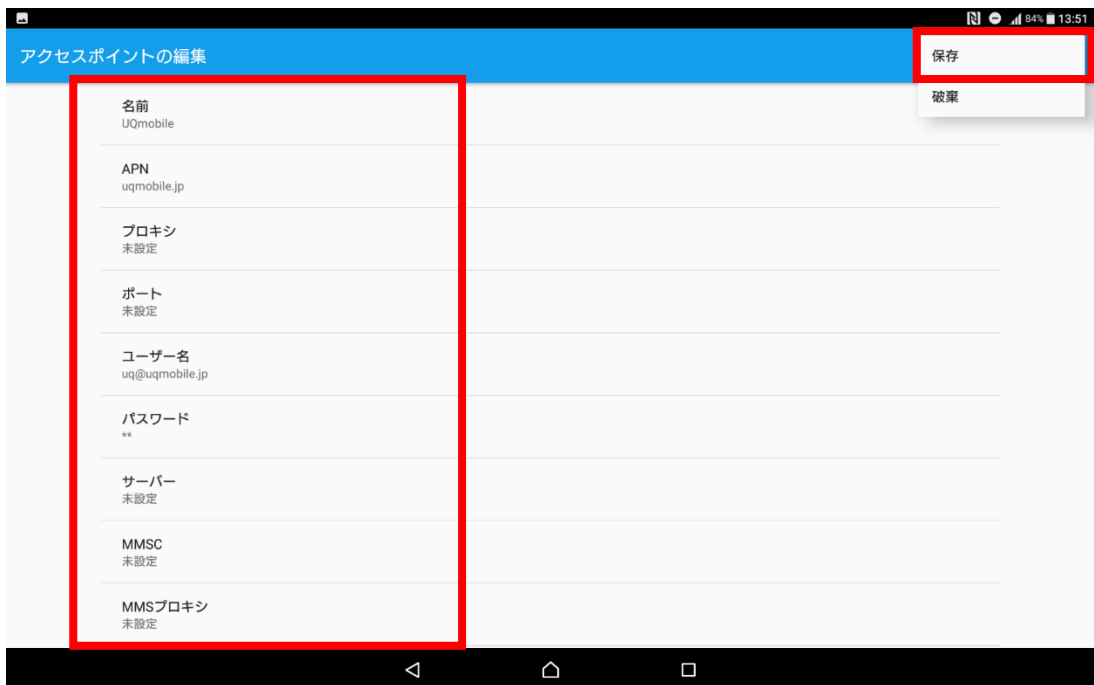 84% 13:51
アクセスポイントの編集
保存
破棄
名前
UQmobile
APN
uqmobile.jp
プロキシ
未設定
ポート
未設定
ユーザー名
uq@uqmobile.jp
パスワード
**
サーバー
未設定
MMSC
未設定
MMSプロキシ
未設定